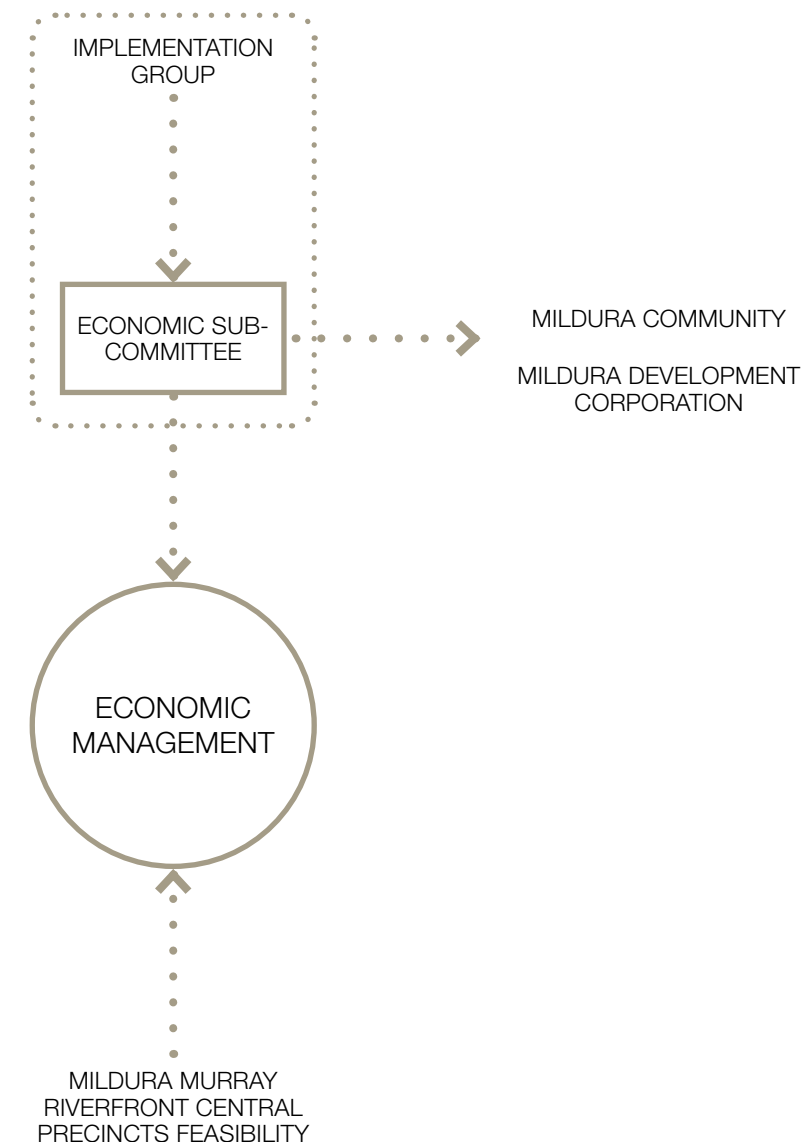 IMPLEMENTATION
GROUP
ECONOMIC SUB-
COMMITTEE
MILDURA COMMUNITY
MILDURA DEVELOPMENT
CORPORATION
ECONOMIC
MANAGEMENT
MILDURA MURRAY
RIVERFRONT CENTRAL
PRECINCTS FEASIBILITY